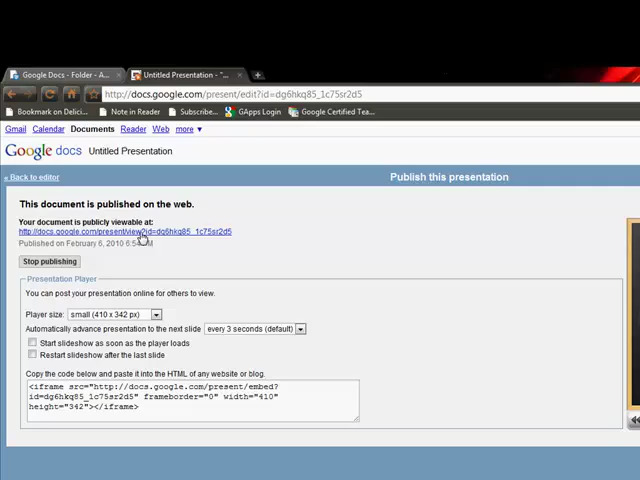 Google Docs - Folder - A...
Untitled Presentation - "...
http://docs.google.com/present/edit?id=dg6hkq85_1c75sr2d5
Bookmark on Delici...
Note in Reader
Subscribe...
GApps Login
Google Certified Tea...
Gmail Calendar Documents Reader Web more ▼
Google docs Untitled Presentation
« Back to editor
Publish this presentation
This document is published on the web.
Your document is publicly viewable at:
http://docs.google.com/present/view?id=dg6hkq85_1c75sr2d5
Published on February 6, 2010
Stop publishing
Presentation Player
You can post your presentation online for others to view.
Player size: small (410 x 342 px)
Automatically advance presentation to the next slide every 3 seconds (default)
Start slideshow as soon as the player loads
Restart slideshow after the last slide
Copy the code below and paste it into the HTML of any website or blog.
<iframe src="http://docs.google.com/present/embed?
id=dg6hkq85_1c75sr2d5" frameborder="0" width="410"
height="342"></iframe>